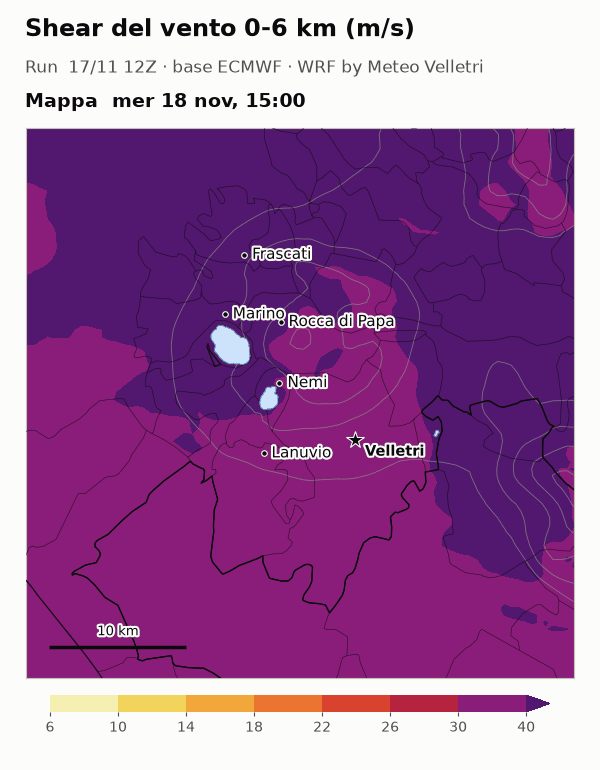 Shear del vento 0-6 km (m/s)
Run  17/11 12Z · base ECMWF · WRF by Meteo Velletri
Mappa  mer 18 nov, 15:00
Frascati
Marino
Rocca di Papa
Nemi
Velletri
Lanuvio
10 km
6 10 14 18 22 26 30 40